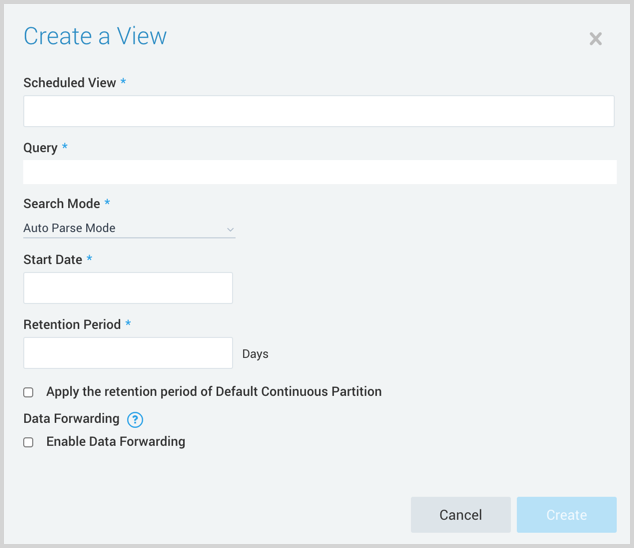 Create a View
Scheduled View *
Query *
Search Mode *
Auto Parse Mode
Start Date *
Retention Period *
Days
Apply the retention period of Default Continuous Partition
Data Forwarding ?
Enable Data Forwarding
Cancel Create